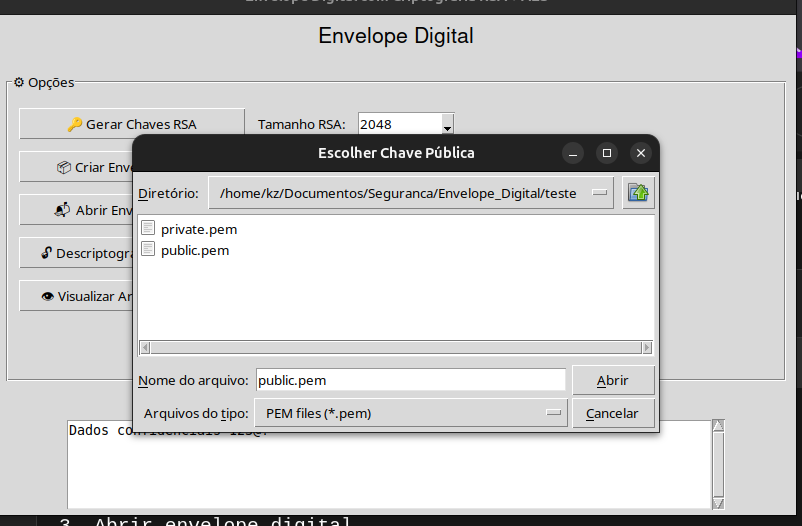 Envelope Digital
Opções
Gerar Chaves RSA
Tamanho RSA:
2048
Criar Enve
Abrir Env
Descriptogra
Visualizar Ar
Escolher Chave Pública
Diretório:
/home/kz/Documentos/Seguranca/Envelope_Digital/teste
private.pem
public.pem
Nome do arquivo:
public.pem
Abrir
Arquivos do tipo:
PEM files (*.pem)
Cancelar
Dados confidenciais 123@!
3. Abrir envelope digital